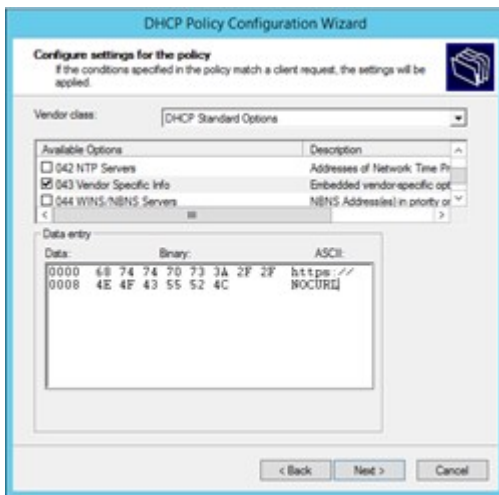 DHCP Policy Configuration Wizard
Configure settings for the policy
If the conditions specified in the policy match a client request, the settings will be
applied.
Vendor class: DHCP Standard Options
Available Options Description
042 NTP Servers Addresses of Network Time Pr
043 Vendor Specific Info Embedded vendor-specific opt
044 WINS/NBNS Servers NBNS Address(es) in priority or
Data entry
Data: Binary: ASCII:
0000 68 74 74 70 73 3A 2F 2F https://
0008 4E 4F 43 55 52 4C NOCURL
< Back Next > Cancel